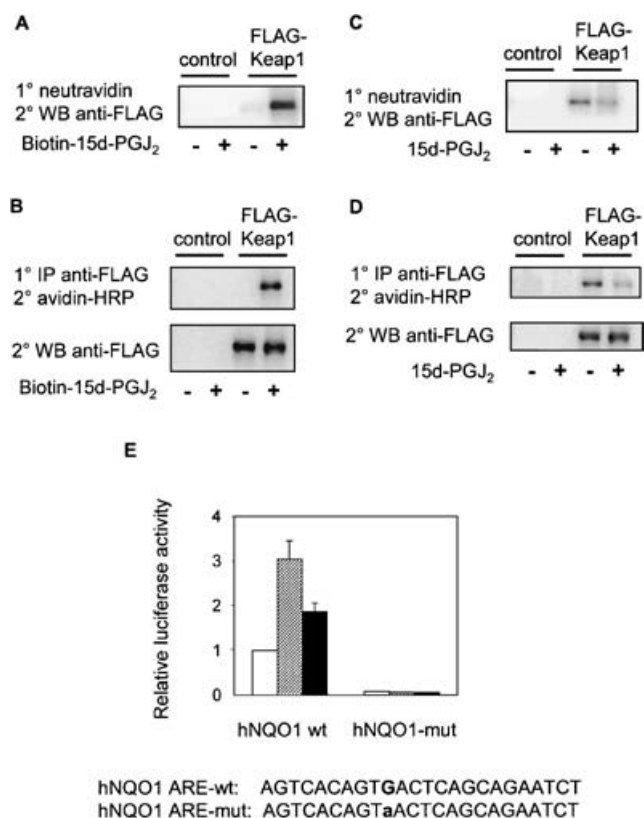 A
control
FLAG-
Keap1
1° neutravidin
2° WB anti-FLAG
Biotin-15d-PGJ2
- + - +
B
control
FLAG-
Keap1
1° IP anti-FLAG
2° avidin-HRP
2° WB anti-FLAG
Biotin-15d-PGJ2
- + - +
C
control
FLAG-
Keap1
1° neutravidin
2° WB anti-FLAG
15d-PGJ2
- + - +
D
control
FLAG-
Keap1
1° IP anti-FLAG
2° avidin-HRP
2° WB anti-FLAG
15d-PGJ2
- + - +
E
Relative luciferase activity
4
3
2
1
0
hNQO1 wt hNQO1-mut
hNQO1 ARE-wt: AGTCACAGTGACTCAGCAGAATCT
hNQO1 ARE-mut: AGTCACAGTaACTCAGCAGAATCT